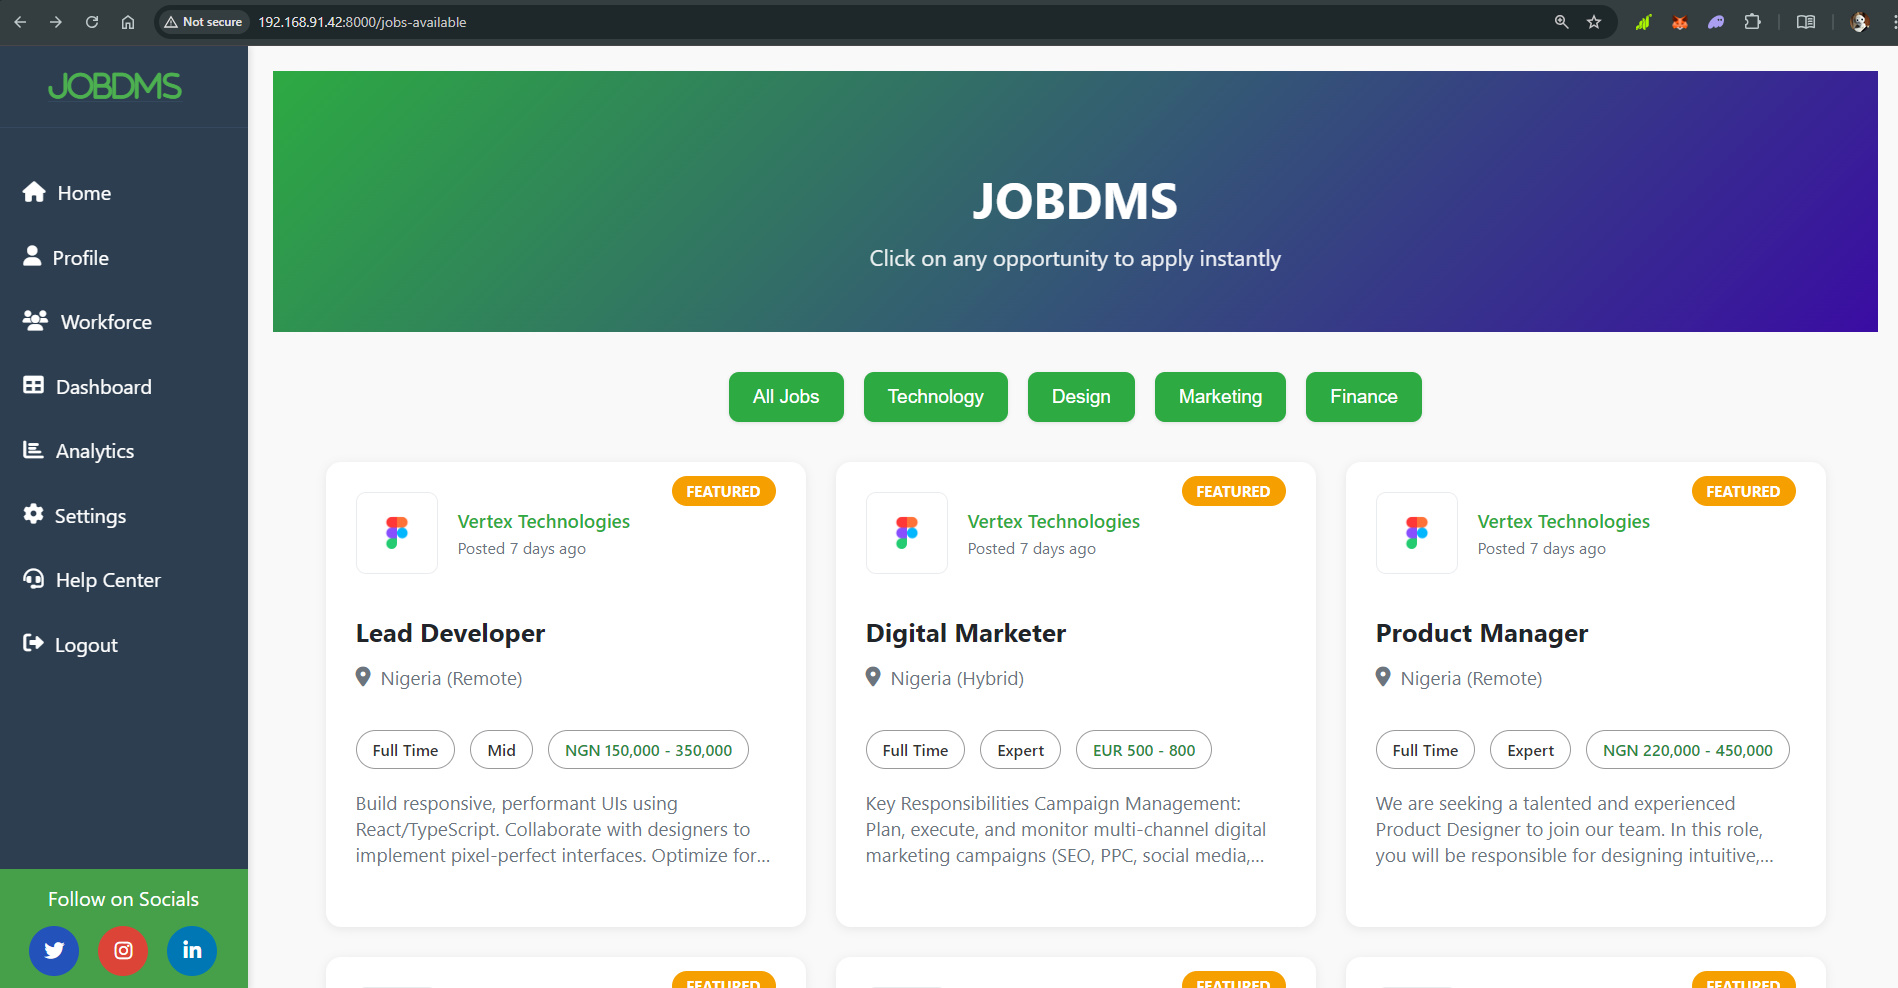 Not secure 192.168.91.42:8000/jobs-available
JOBDMS
Home
Profile
Workforce
Dashboard
Analytics
Settings
Help Center
Logout
Follow on Socials
in
JOBDMS
Click on any opportunity to apply instantly
All Jobs Technology Design Marketing Finance
FEATURED
Vertex Technologies
Posted 7 days ago
Lead Developer
Nigeria (Remote)
Full Time Mid NGN 150,000 - 350,000
Build responsive, performant UIs using
React/TypeScript. Collaborate with designers to
implement pixel-perfect interfaces. Optimize for...
FEATURED
Vertex Technologies
Posted 7 days ago
Digital Marketer
Nigeria (Hybrid)
Full Time Expert EUR 500 - 800
Key Responsibilities Campaign Management:
Plan, execute, and monitor multi-channel digital
marketing campaigns (SEO, PPC, social media,...
FEATURED
Vertex Technologies
Posted 7 days ago
Product Manager
Nigeria (Remote)
Full Time Expert NGN 220,000 - 450,000
We are seeking a talented and experienced
Product Designer to join our team. In this role,
you will be responsible for designing intuitive,...
FEATURED FEATURED FEATURED